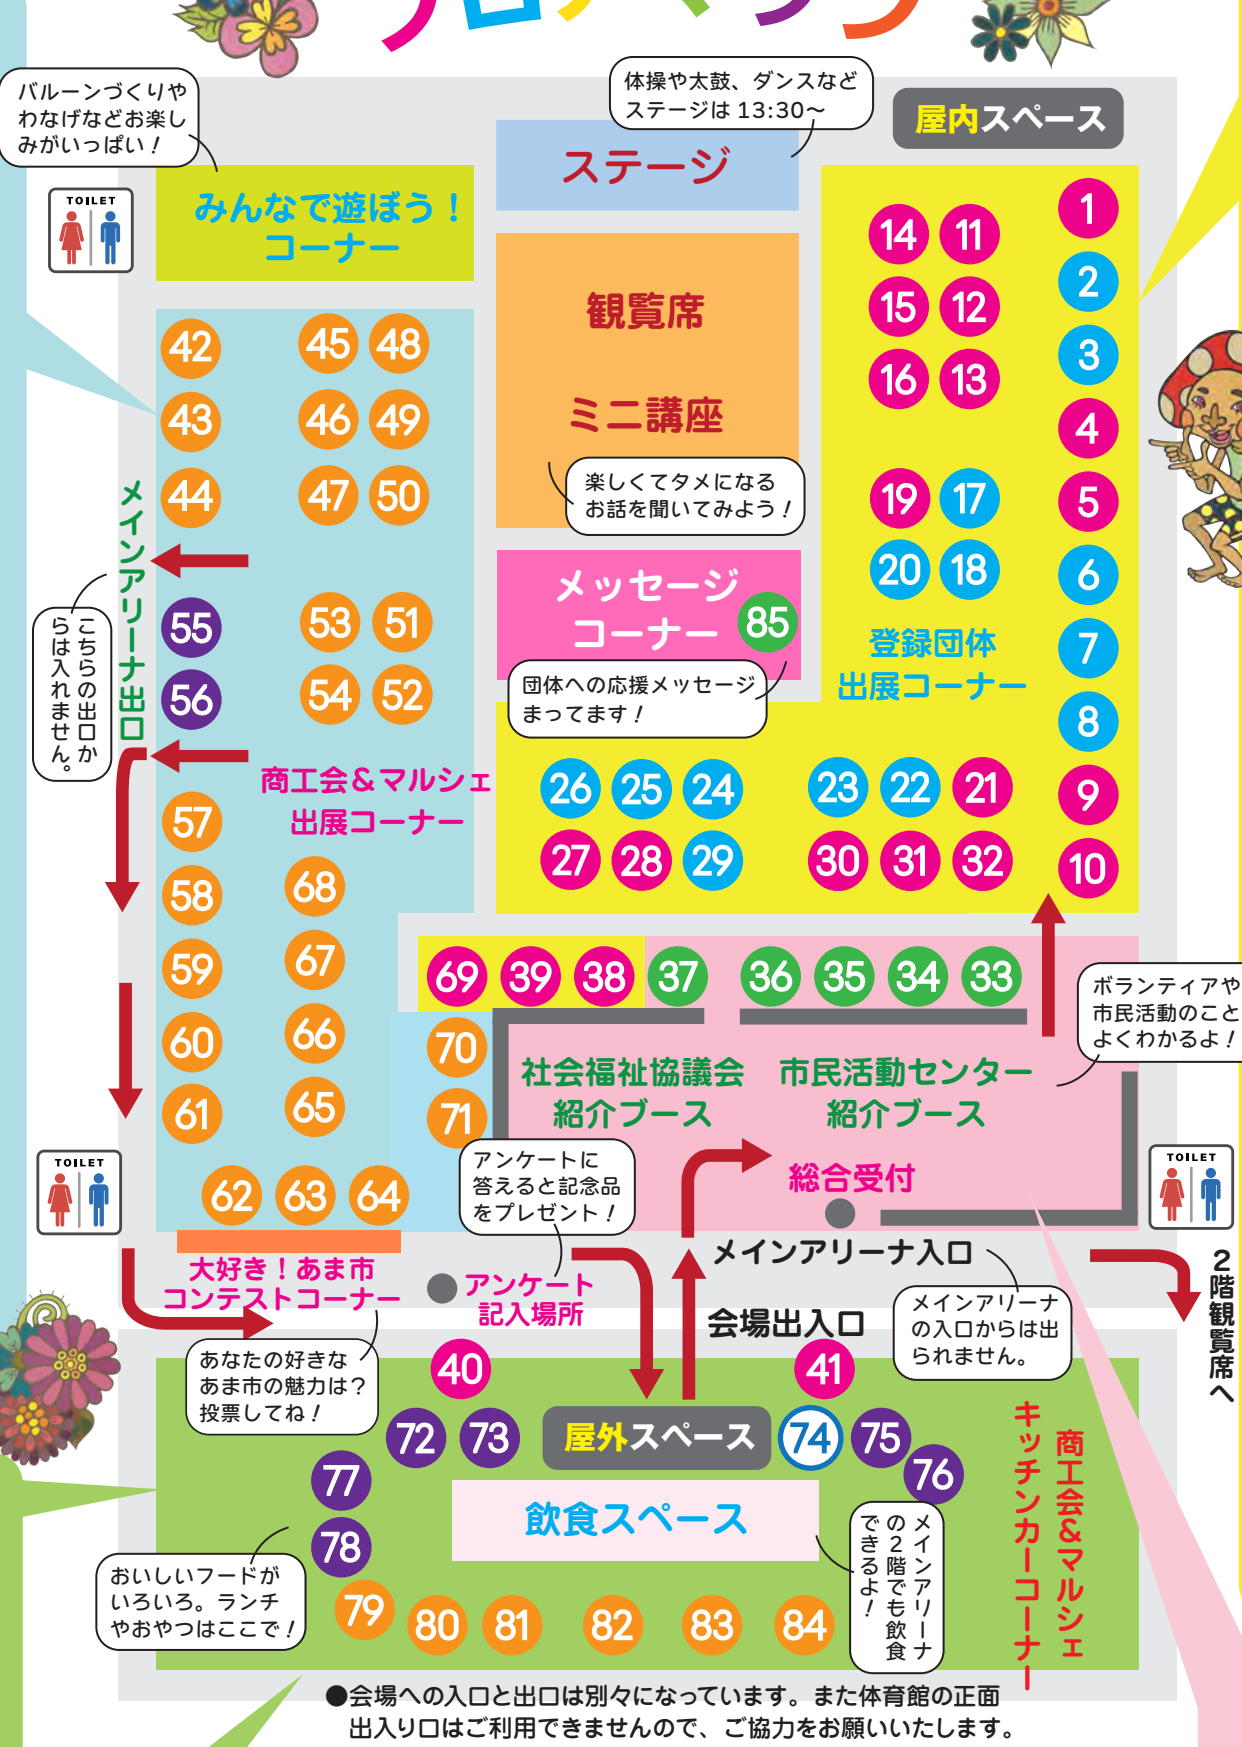 フロアマップ
バルーンづくりや
わなげなどお楽し
みがいっぱい！
体操や太鼓、ダンスなど
ステージは 13:30～
屋内スペース
TOILET
みんなで遊ぼう！
コーナー
ステージ
観覧席
ミニ講座
楽しくてタメになる
お話を聞いてみよう！
メッセージ
コーナー
85
団体への応援メッセージ
まってます！
14 11
15 12
16 13
19 17
20 18
1
2
3
4
5
6
7
8
9
10
登録団体
出展コーナー
26 25 24
23 22 21
27 28 29
30 31 32
42
43
44
45 48
46 49
47 50
メインアリーナ出口
こちらの出口か
らは入れません。
55
56
53 51
54 52
商工会&マルシェ
出展コーナー
57
58
59
60
61
68
67
66
65
62 63 64
69 39 38 37
36 35 34 33
70
71
社会福祉協議会
紹介ブース
市民活動センター
紹介ブース
ボランティアや
市民活動のこと
よくわかるよ！
TOILET
アンケートに
答えると記念品
をプレゼント！
総合受付
TOILET
メインアリーナ入口
2階観覧席へ
大好き！あま市
コンテストコーナー
アンケート
記入場所
会場出入口
メインアリーナ
の入口からは出
られません。
あなたの好きな
あま市の魅力は？
投票してね！
40
41
72 73
屋外スペース
74 75
76
77
78
飲食スペース
メインアリーナ
の2階でも飲食
できるよ！
商工会&マルシェ
キッチンカーコーナー
おいしいフードが
いろいろ。ランチ
やおやつはここで！
79 80 81 82 83 84
●会場への入口と出口は別々になっています。また体育館の正面
出入り口はご利用できませんので、ご協力をお願いいたします。